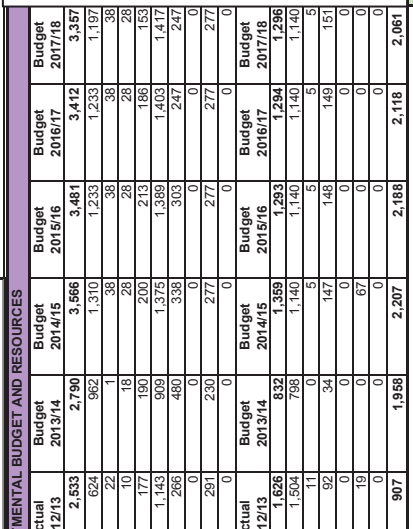 MENTAL BUDGET AND RESOURCES
ctual Budget Budget Budget Budget Budget
12/13 2013/14 2014/15 2015/16 2016/17 2017/18
2,533 2,790 3,566 3,481 3,412 3,357
624 962 1,310 1,233 1,233 1,197
22 1 38 38 38 38
10 18 28 28 28 28
177 190 200 213 186 153
1,143 909 1,375 1,389 1,403 1,417
266 480 338 303 247 247
0 0 0 0 0 0
291 230 277 277 277 277
0 0 0 0 0 0
ctual Budget Budget Budget Budget Budget
12/13 2013/14 2014/15 2015/16 2016/17 2017/18
1,626 832 1,359 1,293 1,294 1,296
1,504 798 1,140 1,140 1,140 1,140
11 0 5 5 5 5
92 34 147 148 149 151
0 0 0 0 0 0
19 0 67 0 0 0
0 0 0 0 0 0
907 1,958 2,207 2,188 2,118 2,061